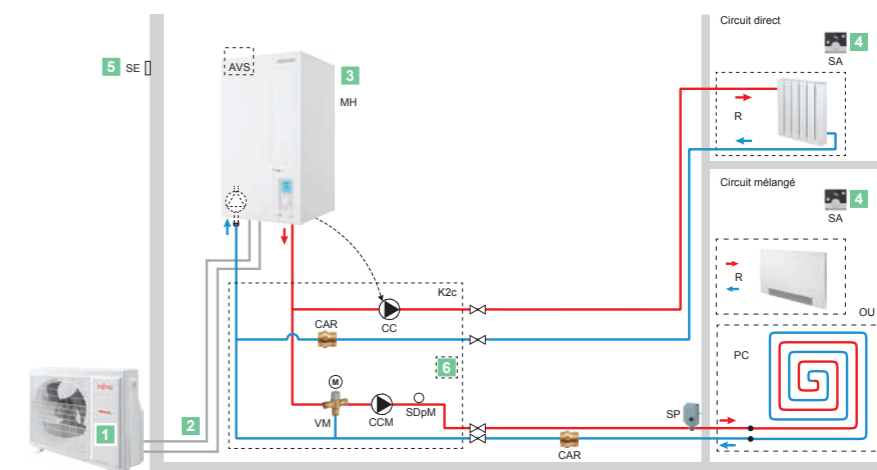 Circuit direct
4
SA
R
5 SE
AVS
3
MH
Circuit mélangé
4
SA
R
OU
K2c
CC
CAR
6
PC
M
VM
CCM
SDpM
SP
CAR
1
2